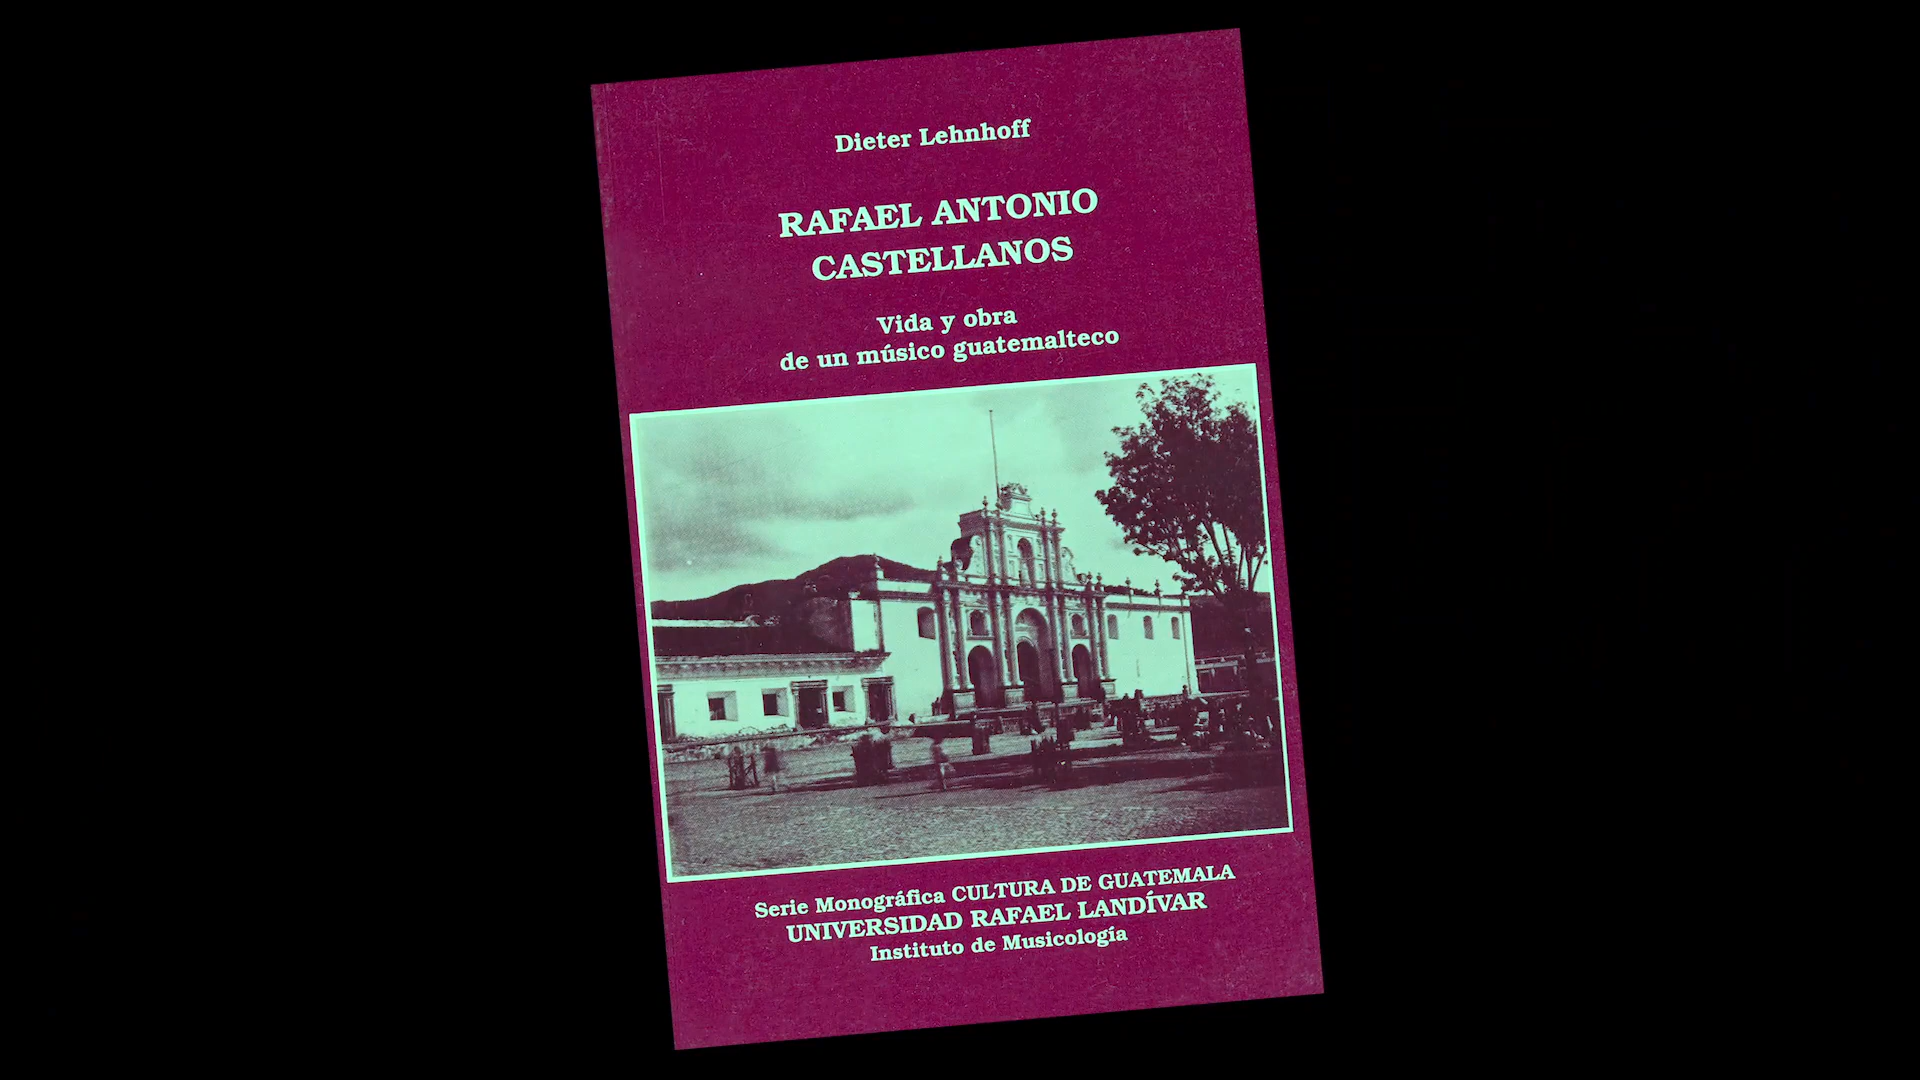 Dieter Lehnhoff
RAFAEL ANTONIO
CASTELLANOS
Vida y obra
de un músico guatemalteco
Serie Monográfica CULTURA DE GUATEMALA
UNIVERSIDAD RAFAEL LANDÍVAR
Instituto de Musicología